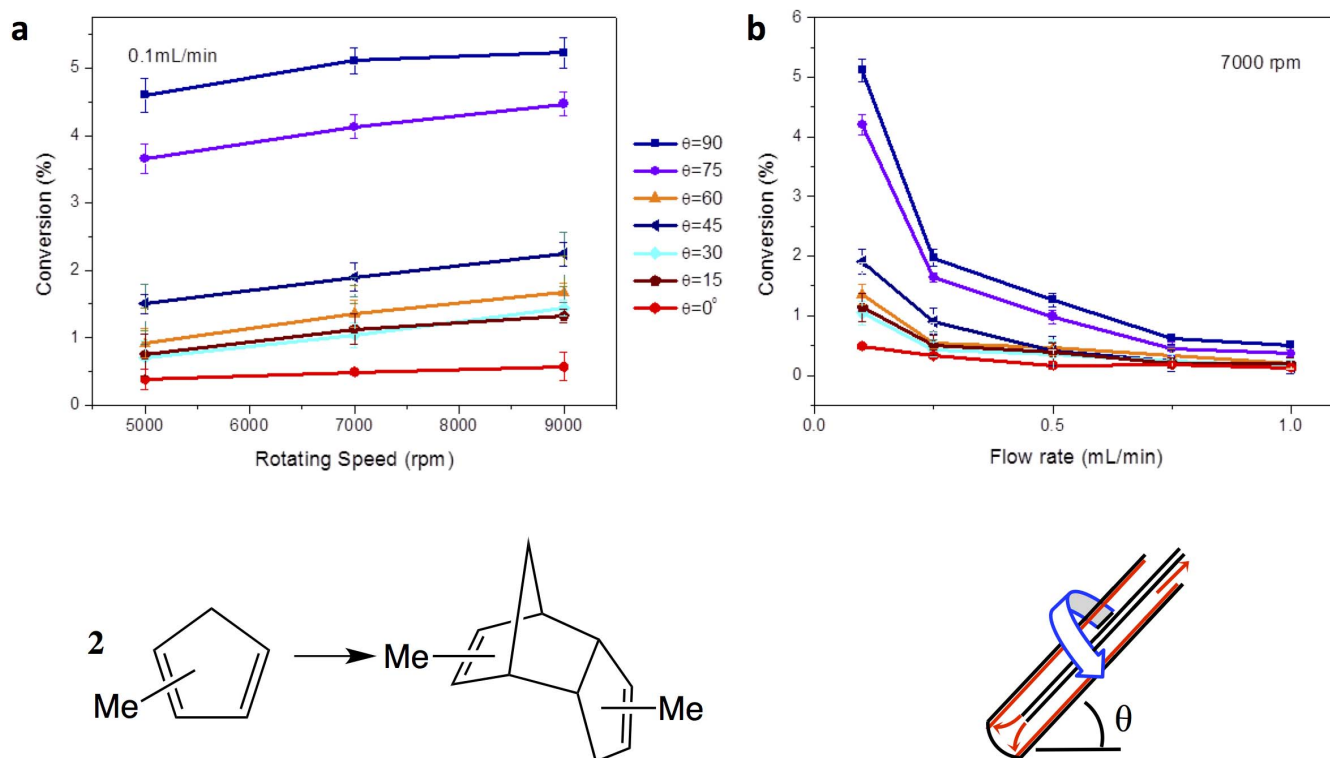 a
0.1mL/min
Conversion (%)
5
4
3
2
1
0
5000 6000 7000 8000 9000
Rotating Speed (rpm)
θ=90
θ=75
θ=60
θ=45
θ=30
θ=15
θ=0°
b
7000 rpm
Conversion (%)
6
5
4
3
2
1
0
0.0 0.5 1.0
Flow rate (mL/min)
2
Me
Me
Me
θ